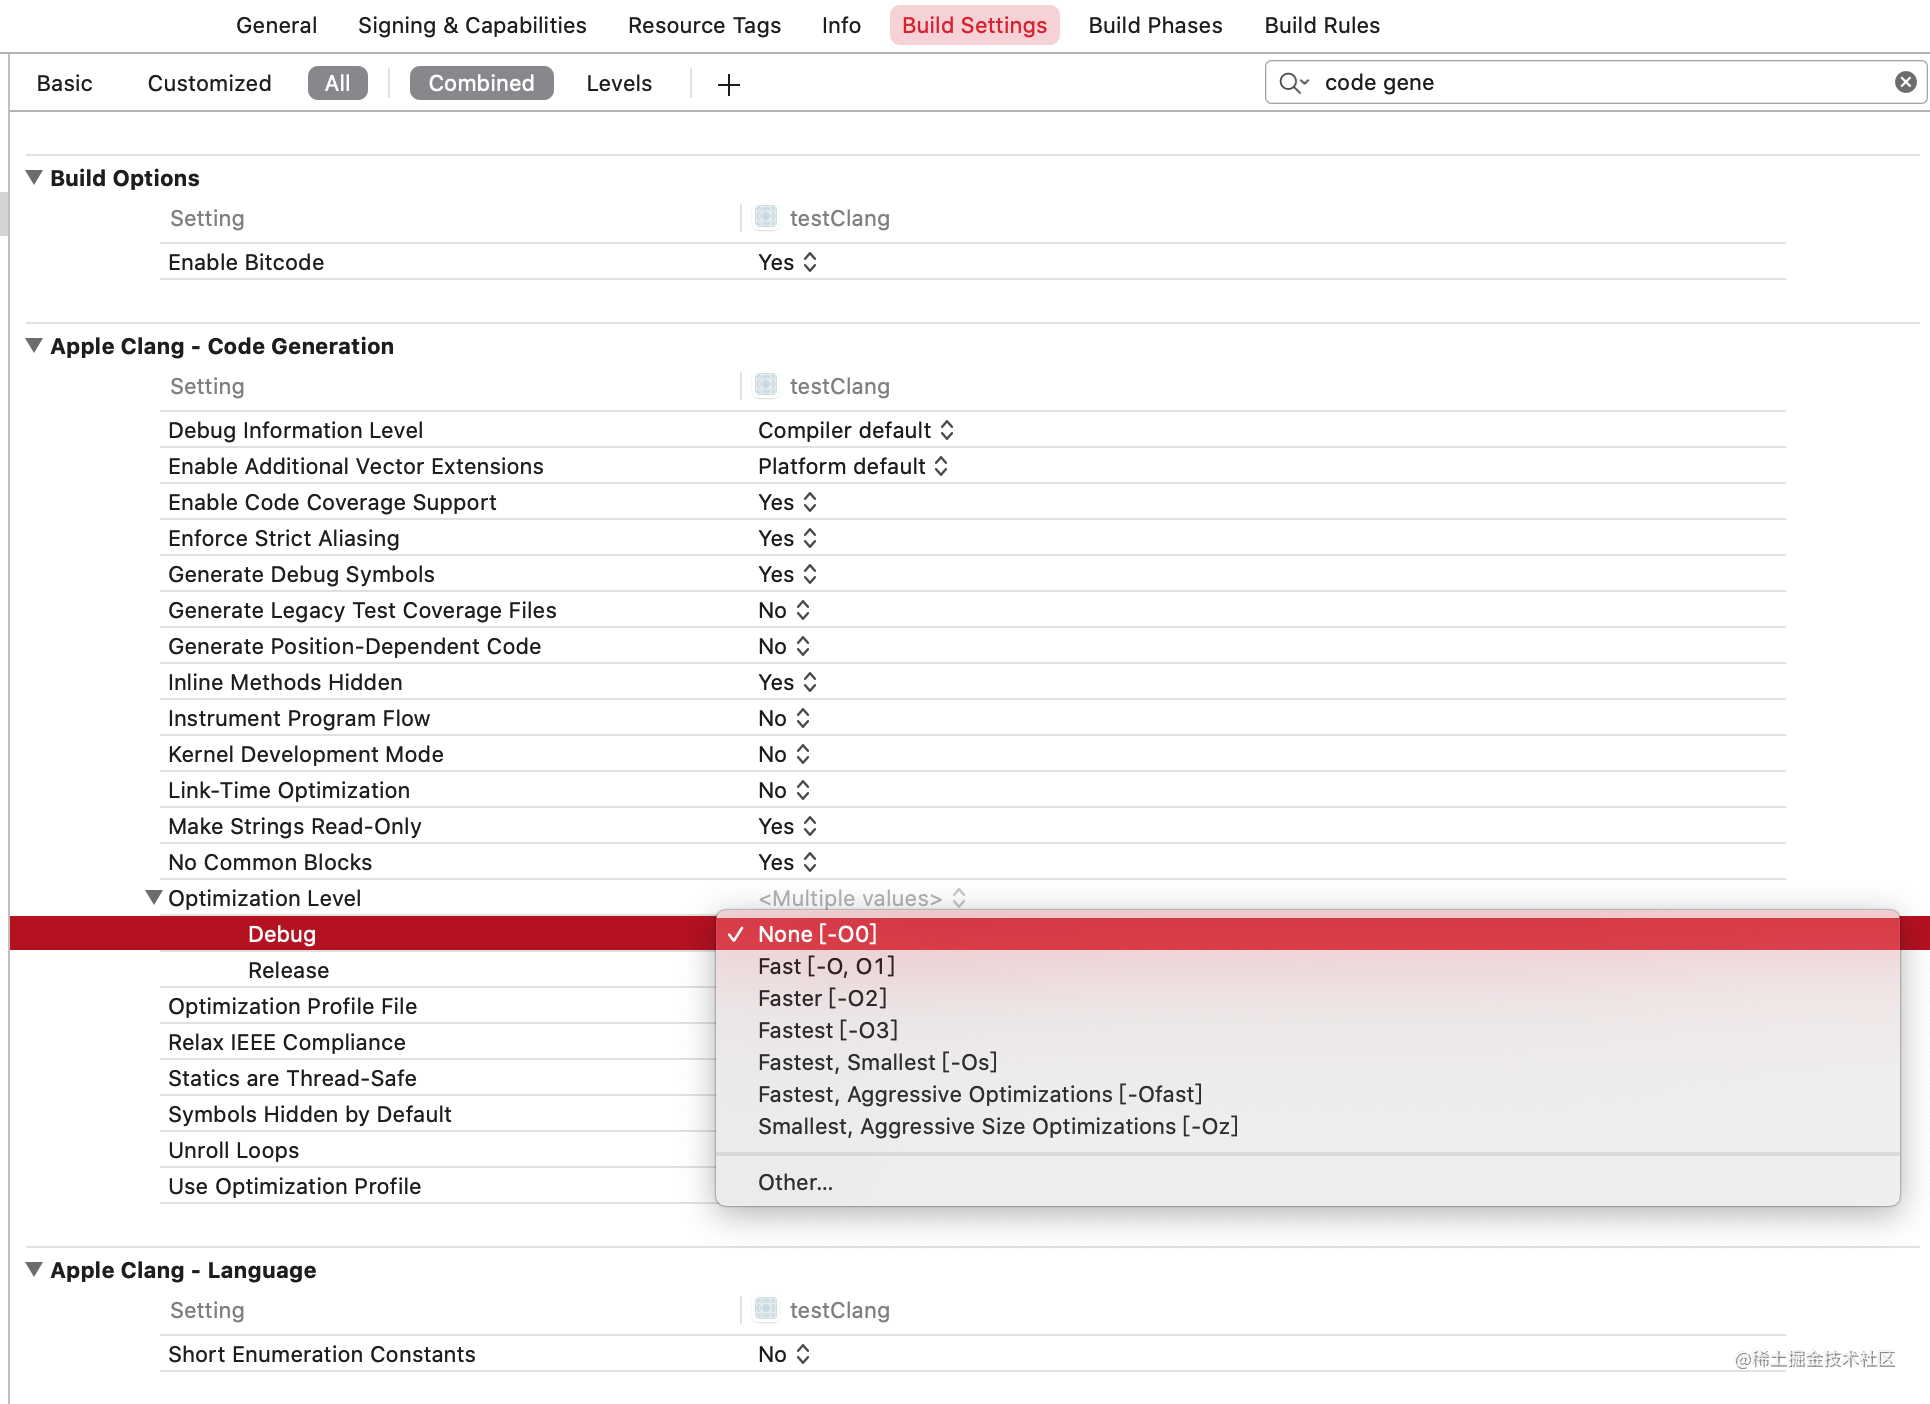 General Signing & Capabilities Resource Tags Info Build Settings Build Phases Build Rules
Basic Customized All Combined Levels + code gene
Build Options
Setting testClang
Enable Bitcode Yes
Apple Clang - Code Generation
Setting testClang
Debug Information Level Compiler default
Enable Additional Vector Extensions Platform default
Enable Code Coverage Support Yes
Enforce Strict Aliasing Yes
Generate Debug Symbols Yes
Generate Legacy Test Coverage Files No
Generate Position-Dependent Code No
Inline Methods Hidden Yes
Instrument Program Flow No
Kernel Development Mode No
Link-Time Optimization No
Make Strings Read-Only Yes
No Common Blocks Yes
Optimization Level <Multiple values>
Debug
Release
Optimization Profile File
Relax IEEE Compliance
Statics are Thread-Safe
Symbols Hidden by Default
Unroll Loops
Use Optimization Profile
None [-O0]
Fast [-O, O1]
Faster [-O2]
Fastest [-O3]
Fastest, Smallest [-Os]
Fastest, Aggressive Optimizations [-Ofast]
Smallest, Aggressive Size Optimizations [-Oz]
Other...
Apple Clang - Language
Setting testClang
Short Enumeration Constants No
@稀土掘金技术社区